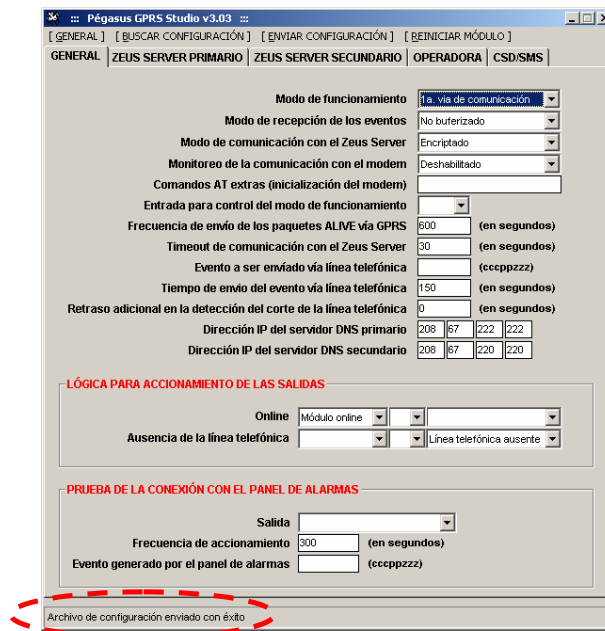 ::: Pégasus GPRS Studio v3.03 :::
[ GENERAL ] [ BUSCAR CONFIGURACIÓN ] [ ENVIAR CONFIGURACIÓN ] [ REINICIAR MÓDULO ]
GENERAL ZEUS SERVER PRIMARIO ZEUS SERVER SECUNDARIO OPERADORA CSD/SMS
Modo de funcionamiento 1a. via de comunicación
Modo de recepción de los eventos No buferizado
Modo de comunicación con el Zeus Server Encriptado
Monitoreo de la comunicación con el modem Deshabilitado
Comandos AT extras (inicialización del modem)
Entrada para control del modo de funcionamiento
Frecuencia de envío de los paquetes ALIVE vía GPRS 600 (en segundos)
Timeout de comunicación con el Zeus Server 30 (en segundos)
Evento a ser envíado vía línea telefónica (cccppzzz)
Tiempo de envio del evento vía línea telefónica 150 (en segundos)
Retraso adicional en la detección del corte de la línea telefónica 0 (en segundos)
Dirección IP del servidor DNS primario 208 67 222 222
Dirección IP del servidor DNS secundario 208 67 220 220
LÓGICA PARA ACCIONAMIENTO DE LAS SALIDAS
Online Módulo online
Ausencia de la línea telefónica Línea telefónica ausente
PRUEBA DE LA CONEXIÓN CON EL PANEL DE ALARMAS
Salida
Frecuencia de accionamiento 300 (en segundos)
Evento generado por el panel de alarmas (cccppzzz)
Archivo de configuración enviado con éxito